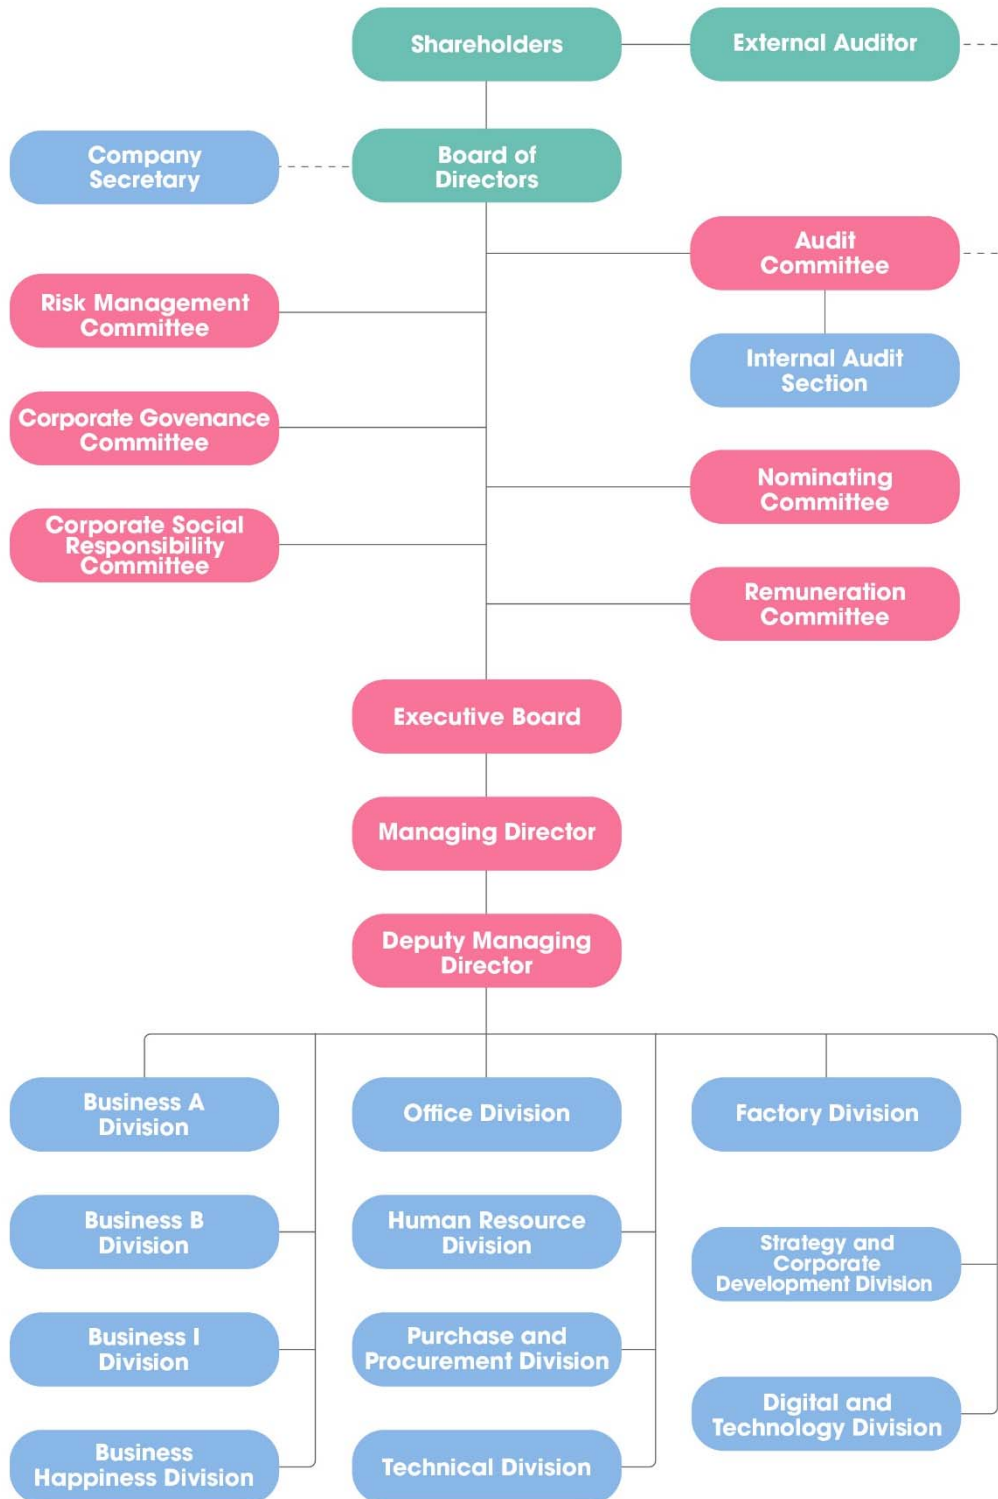 Shareholders
External Auditor
Company
Secretary
Board of
Directors
Audit
Committee
Risk Management
Committee
Internal Audit
Section
Corporate Govenance
Committee
Nominating
Committee
Corporate Social
Responsibility
Committee
Remuneration
Committee
Executive Board
Managing Director
Deputy Managing
Director
Business A
Division
Office Division
Factory Division
Business B
Division
Human Resource
Division
Strategy and
Corporate
Development Division
Business I
Division
Purchase and
Procurement Division
Digital and
Technology Division
Business
Happiness Division
Technical Division